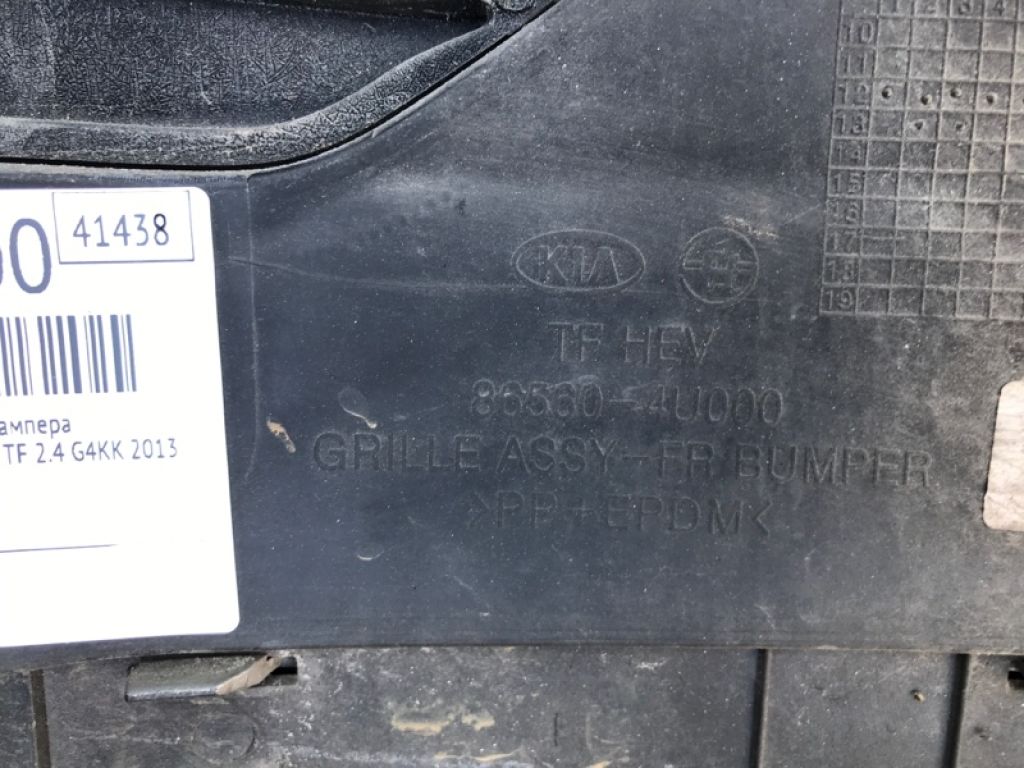 00
41438
ампера
TF 2.4 G4KK 2013
KIA
TF HEV
86560-4U000
GRILLE ASSY-FR BUMPER
>PP+EPDM<
1 2 3 4
10
11
12
13
14
15
16
17
18
19